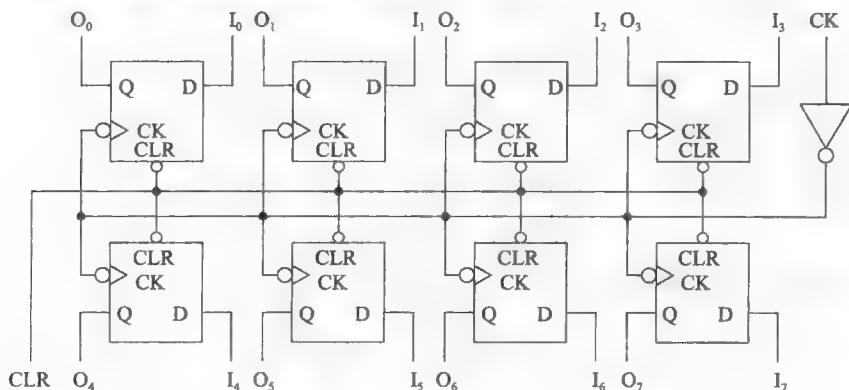 O₀ I₀ O₁ I₁ O₂ I₂ O₃ I₃ CK
Q D Q D Q D Q D
CK CK CK CK
CLR CLR CLR CLR
CLR CLR CLR CLR
CK CK CK CK
Q D Q D Q D Q D
CLR O₄ I₄ O₅ I₅ O₆ I₆ O₇ I₇